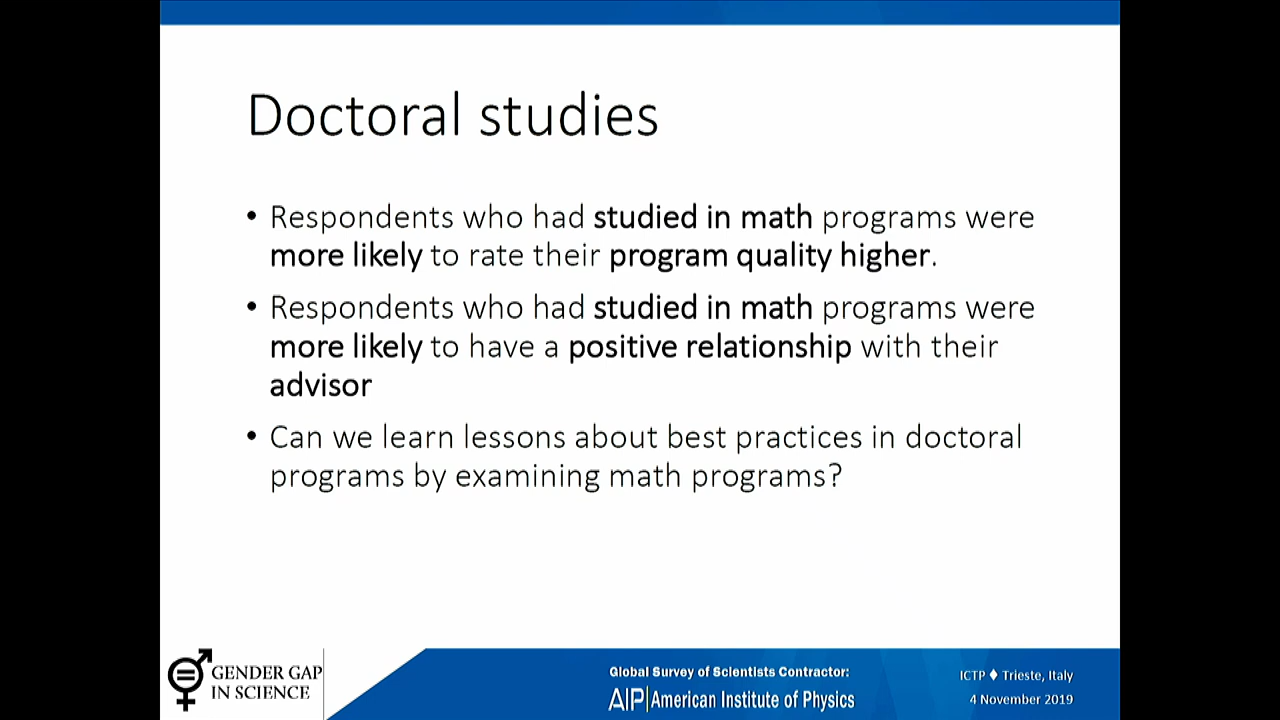 Doctoral studies
• Respondents who had studied in math programs were
more likely to rate their program quality higher.
• Respondents who had studied in math programs were
more likely to have a positive relationship with their
advisor
• Can we learn lessons about best practices in doctoral
programs by examining math programs?
GENDER GAP
IN SCIENCE
Global Survey of Scientists Contractor:
AIP|American Institute of Physics
ICTP ♦ Trieste, Italy
4 November 2019